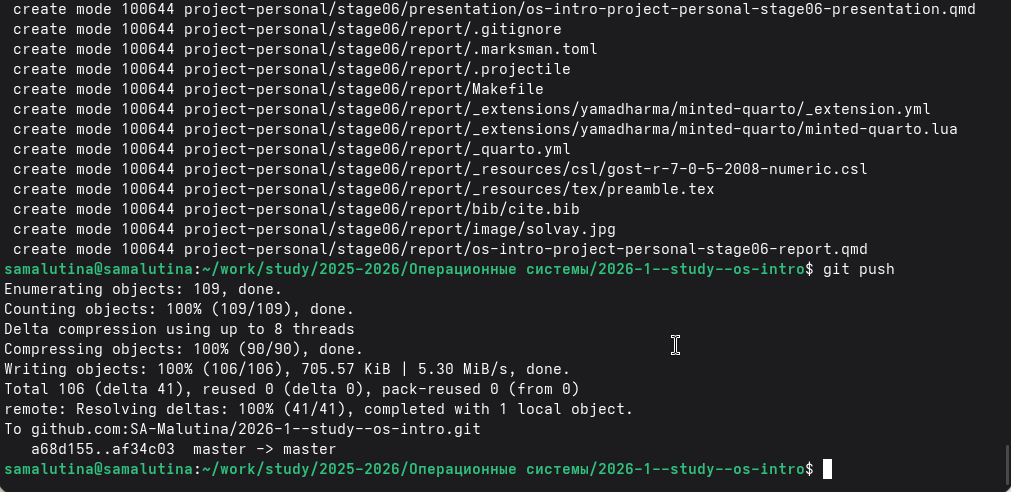 create mode 100644 project-personal/stage06/presentation/os-intro-project-personal-stage06-presentation.qmd
create mode 100644 project-personal/stage06/report/.gitignore
create mode 100644 project-personal/stage06/report/.marksman.toml
create mode 100644 project-personal/stage06/report/.projectile
create mode 100644 project-personal/stage06/report/Makefile
create mode 100644 project-personal/stage06/report/_extensions/yamadharma/minted-quarto/_extension.yml
create mode 100644 project-personal/stage06/report/_extensions/yamadharma/minted-quarto/minted-quarto.lua
create mode 100644 project-personal/stage06/report/_quarto.yml
create mode 100644 project-personal/stage06/report/_resources/csl/gost-r-7-0-5-2008-numeric.csl
create mode 100644 project-personal/stage06/report/_resources/tex/preamble.tex
create mode 100644 project-personal/stage06/report/bib/cite.bib
create mode 100644 project-personal/stage06/report/image/solvay.jpg
create mode 100644 project-personal/stage06/report/os-intro-project-personal-stage06-report.qmd
samalutina@samalutina:~/work/study/2025-2026/Операционные системы/2026-1--study--os-intro$ git push
Enumerating objects: 109, done.
Counting objects: 100% (109/109), done.
Delta compression using up to 8 threads
Compressing objects: 100% (90/90), done.
Writing objects: 100% (106/106), 705.57 KiB | 5.30 MiB/s, done.
Total 106 (delta 41), reused 0 (delta 0), pack-reused 0 (from 0)
remote: Resolving deltas: 100% (41/41), completed with 1 local object.
To github.com:SA-Malutina/2026-1--study--os-intro.git
a68d155..af34c03  master -> master
samalutina@samalutina:~/work/study/2025-2026/Операционные системы/2026-1--study--os-intro$